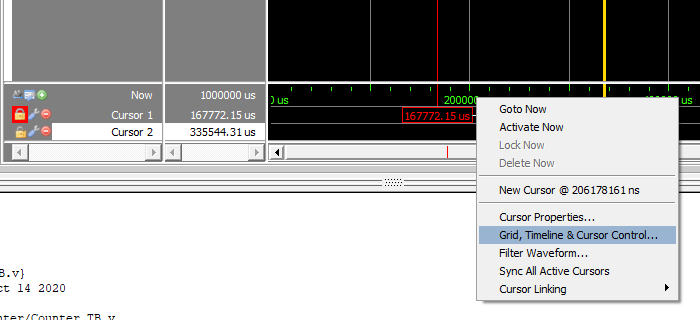 Now 1000000 us
Cursor 1 167772.15 us
Cursor 2 335544.31 us
us 200000
167772.15 us
Goto Now
Activate Now
Lock Now
Delete Now
New Cursor @ 206178161 ns
Cursor Properties...
Grid, Timeline & Cursor Control...
Filter Waveform...
Sync All Active Cursors
Cursor Linking
B.v}
ct 14 2020
nter/Counter_TB.v